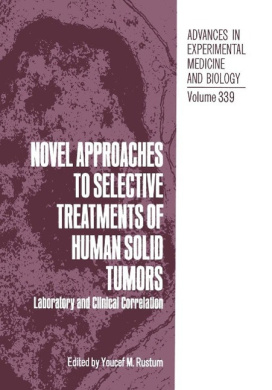 ADVANCES IN
EXPERIMENTAL
MEDICINE
AND BIOLOGY
Volume 339
NOVEL APPROACHES
TO SELECTIVE
TREATMENTS OF
HUMAN SOLID
TUMORS
Laboratory and Clinical Correlation
Edited by Youcef M. Rustum